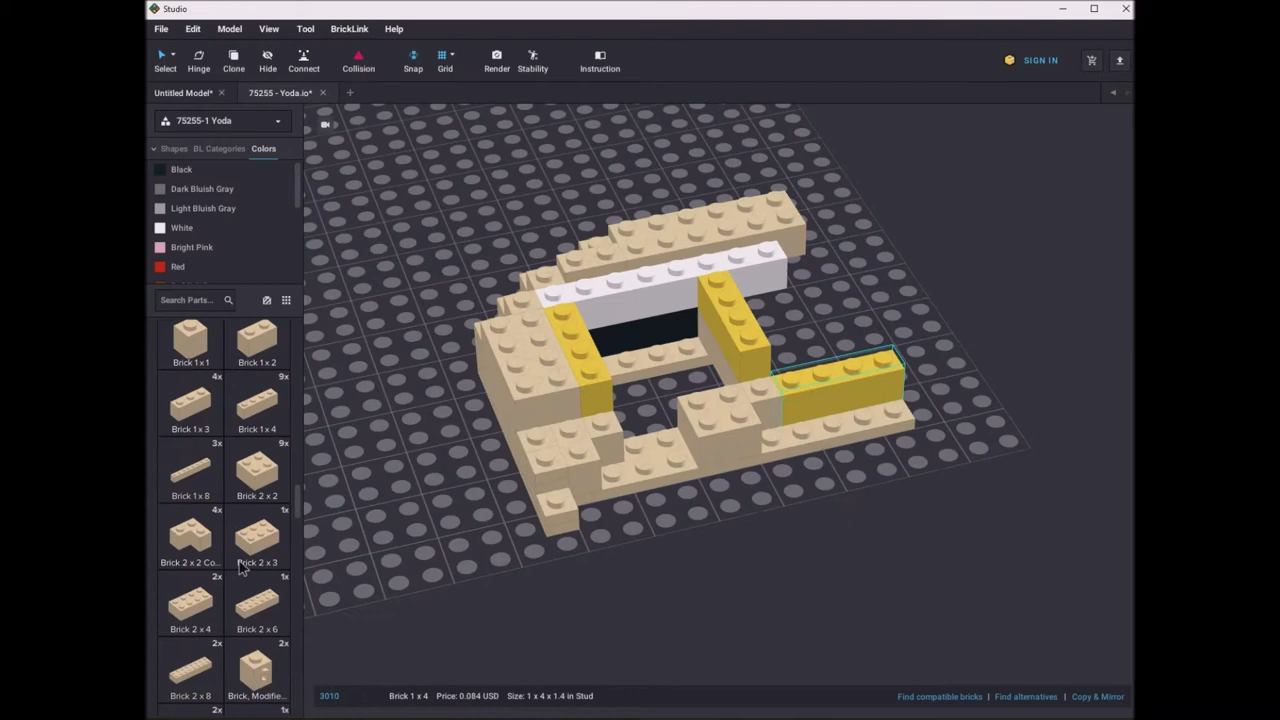 Studio
File Edit Model View Tool BrickLink Help
Select Hinge Clone Hide Connect Collision Snap Grid Render Stability Instruction SIGN IN
Untitled Model* 75255 - Yoda.io*
75255-1 Yoda
Shapes BL Categories Colors
Black
Dark Bluish Gray
Light Bluish Gray
White
Bright Pink
Red
Search Parts...
Brick 1 x 1 Brick 1 x 2
4x 9x
Brick 1 x 3 Brick 1 x 4
3x 9x
Brick 1 x 8 Brick 2 x 2
4x 1x
Brick 2 x 2 Co... Brick 2 x 3
2x 1x
Brick 2 x 4 Brick 2 x 6
2x 2x
Brick 2 x 8 Brick, Modifie...
2x 1x
3010 Brick 1 x 4 Price: 0.084 USD Size: 1 x 4 x 1.4 in Stud Find compatible bricks | Find alternatives | Copy & Mirror